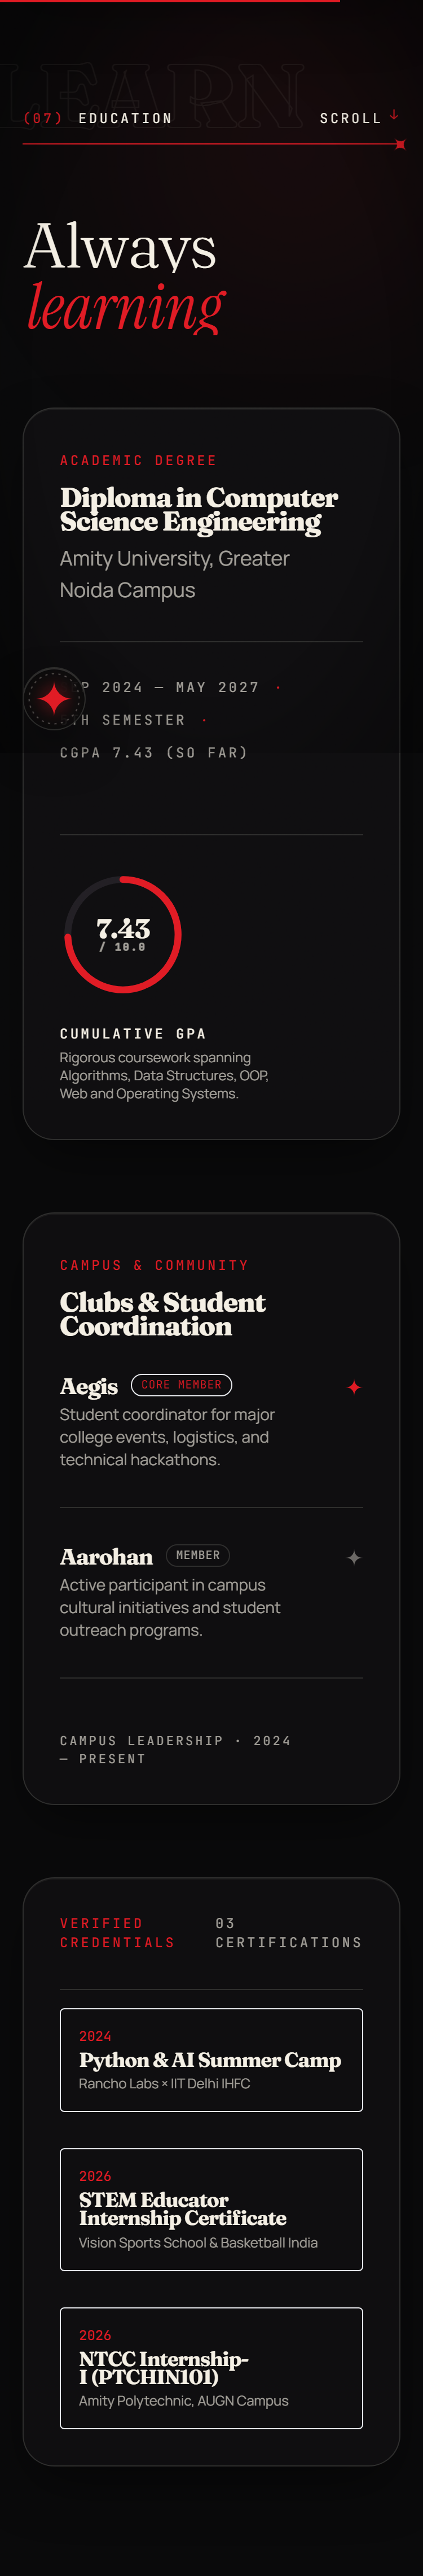 LEARN
(07) EDUCATION SCROLL ↓
Always
learning
ACADEMIC DEGREE
Diploma in Computer
Science Engineering
Amity University, Greater
Noida Campus
2024 — MAY 2027 ·
SEMESTER ·
CGPA 7.43 (SO FAR)
7.43
/ 10.0
CUMULATIVE GPA
Rigorous coursework spanning
Algorithms, Data Structures, OOP,
Web and Operating Systems.
CAMPUS & COMMUNITY
Clubs & Student
Coordination
Aegis CORE MEMBER
Student coordinator for major
college events, logistics, and
technical hackathons.
Aarohan MEMBER
Active participant in campus
cultural initiatives and student
outreach programs.
CAMPUS LEADERSHIP · 2024
— PRESENT
VERIFIED
CREDENTIALS
03
CERTIFICATIONS
2024
Python & AI Summer Camp
Rancho Labs × IIT Delhi IHFC
2026
STEM Educator
Internship Certificate
Vision Sports School & Basketball India
2026
NTCC Internship-
I (PTCHIN101)
Amity Polytechnic, AUGN Campus